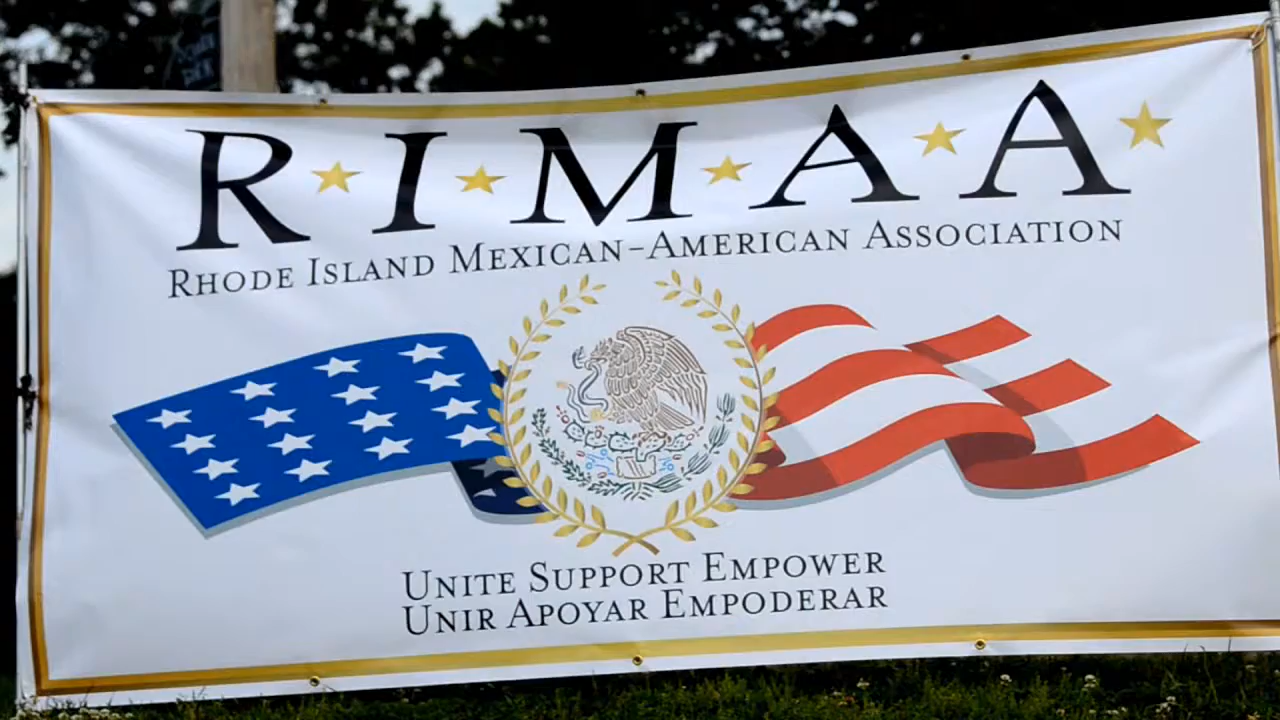 R★I★M★A★A★
RHODE ISLAND MEXICAN-AMERICAN ASSOCIATION
UNITE SUPPORT EMPOWER
UNIR APOYAR EMPODERAR